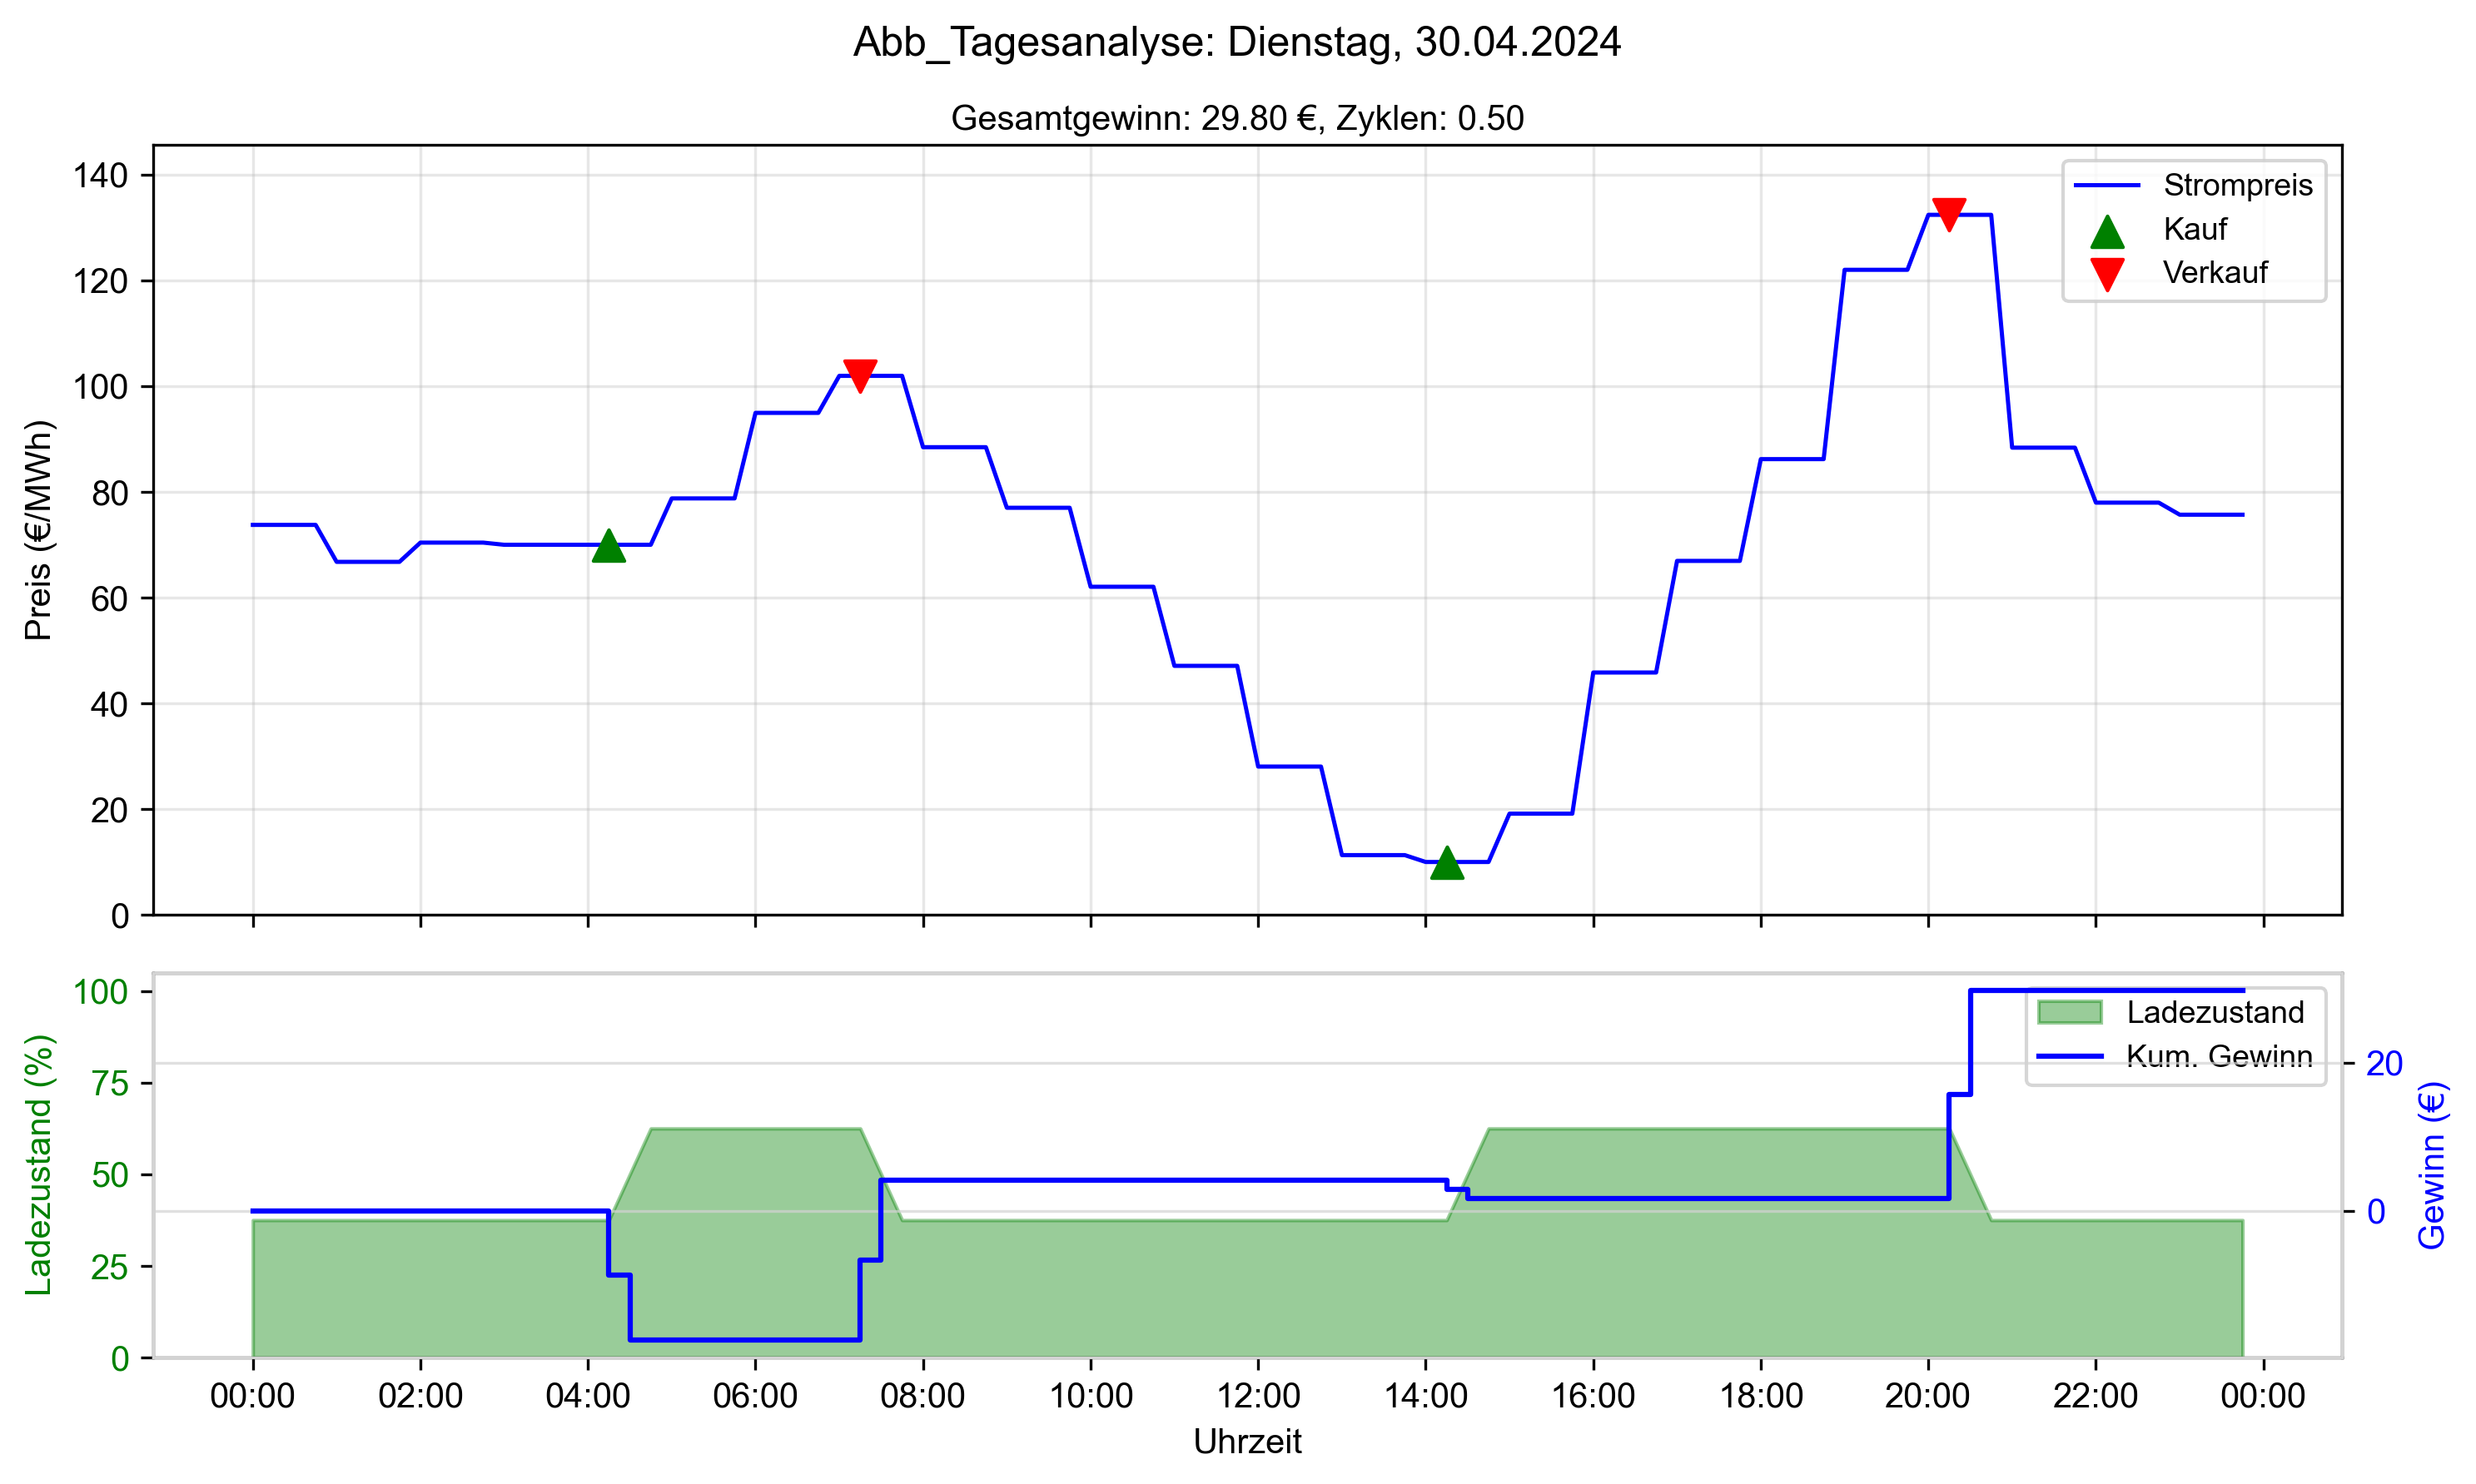 Abb_Tagesanalyse: Dienstag, 30.04.2024
Gesamtgewinn: 29.80 €, Zyklen: 0.50
Preis (€/MWh)
140
120
100
80
60
40
20
0
Strompreis
Kauf
Verkauf
Ladezustand (%)
100
75
50
25
0
Ladezustand
Kum. Gewinn
20
0
Gewinn (€)
00:00 02:00 04:00 06:00 08:00 10:00 12:00 14:00 16:00 18:00 20:00 22:00 00:00
Uhrzeit